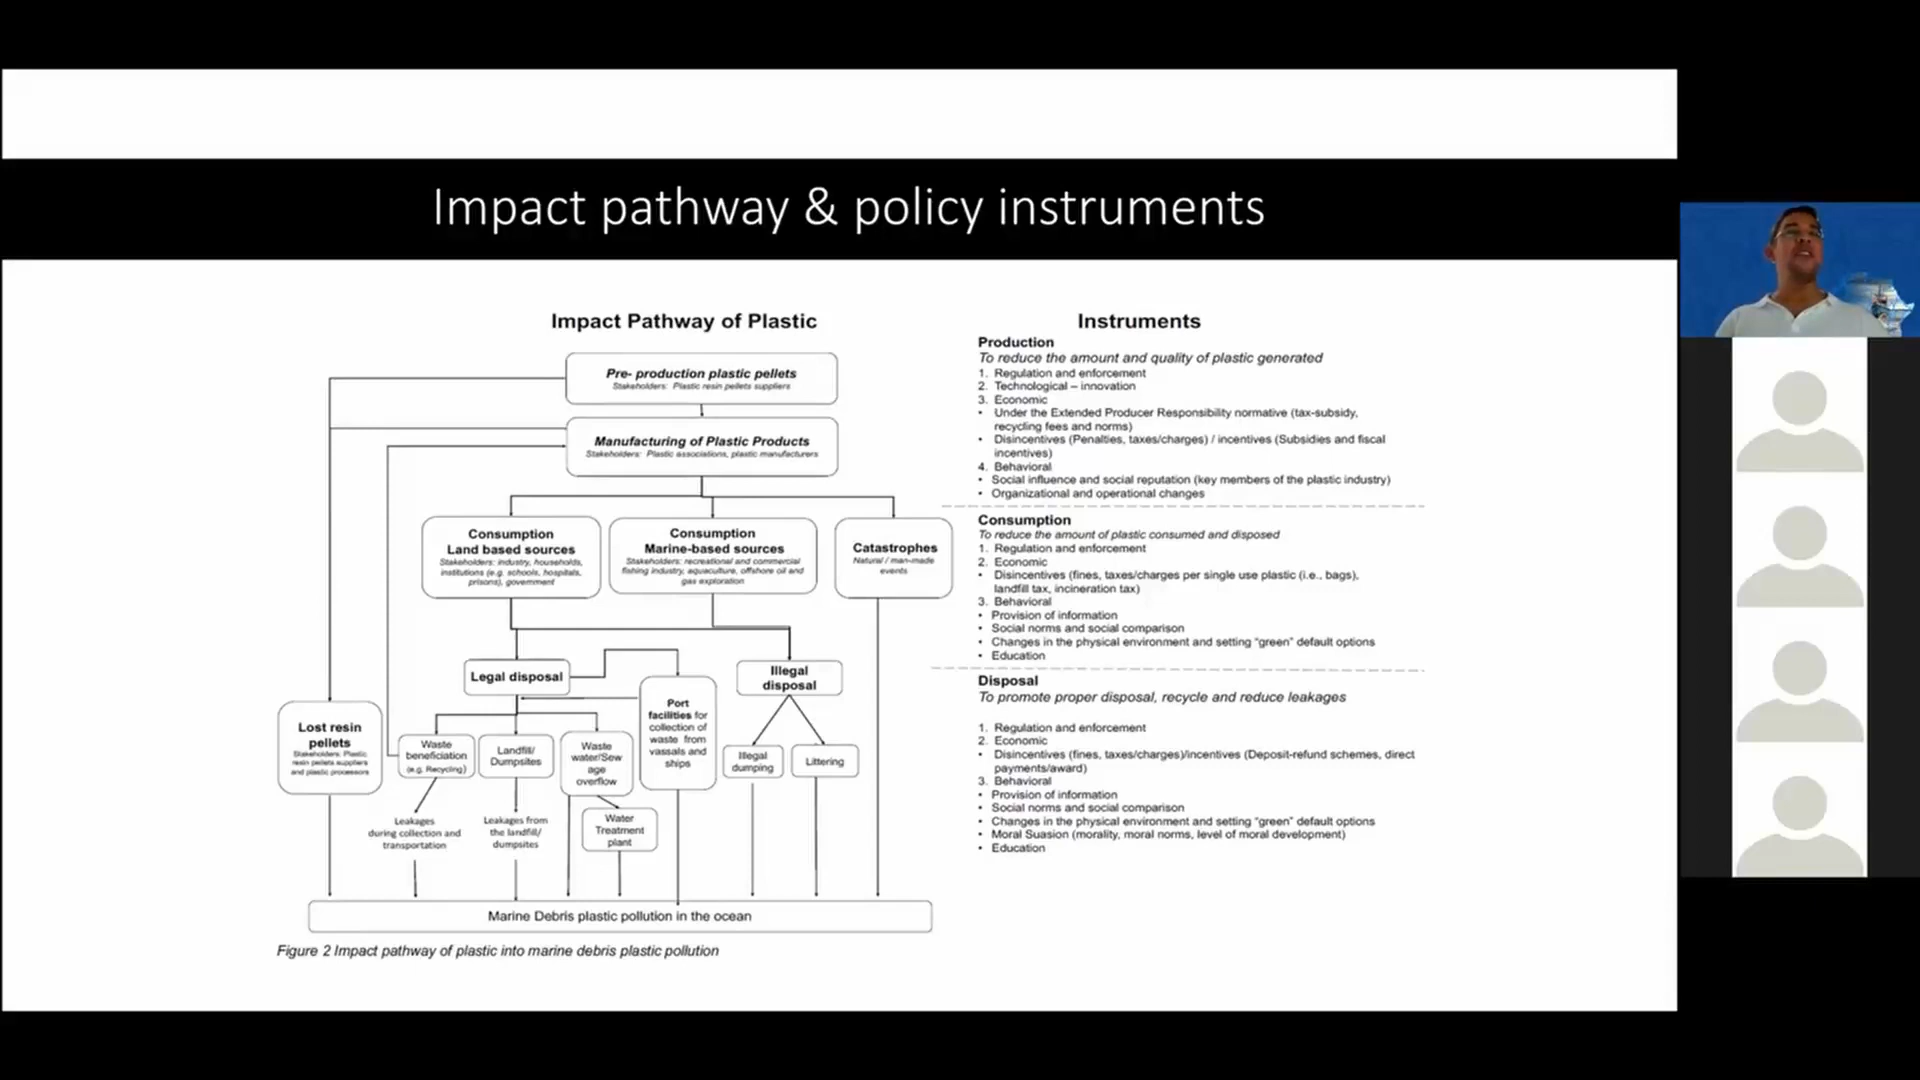 Impact pathway & policy instruments
Impact Pathway of Plastic
Pre- production plastic pellets
Stakeholders: Plastic resin pellets suppliers
Manufacturing of Plastic Products
Stakeholders: Plastic associations, plastic manufacturers
Consumption
Land based sources
Stakeholders: industry, households,
institutions (e.g. schools, hospitals,
prisons), government
Consumption
Marine-based sources
Stakeholders: recreational and commercial
fishing industry, aquaculture, offshore oil and
gas exploration
Catastrophes
Natural / man-made
events
Legal disposal
Illegal
disposal
Port
facilities for
collection of
waste from
vassals and
ships
Lost resin
pellets
Stakeholders: Plastic
resin pellets suppliers
and plastic processors
Waste
beneficiation
(e.g. Recycling)
Landfill/
Dumpsites
Waste
water/Sew
age
overflow
Illegal
dumping
Littering
Leakages
during collection and
transportation
Leakages from
the landfill/
dumpsites
Water
Treatment
plant
Marine Debris plastic pollution in the ocean
Figure 2 Impact pathway of plastic into marine debris plastic pollution
Instruments
Production
To reduce the amount and quality of plastic generated
1. Regulation and enforcement
2. Technological – innovation
3. Economic
• Under the Extended Producer Responsibility normative (tax-subsidy,
recycling fees and norms)
• Disincentives (Penalties, taxes/charges) / incentives (Subsidies and fiscal
incentives)
4. Behavioral
• Social influence and social reputation (key members of the plastic industry)
• Organizational and operational changes
Consumption
To reduce the amount of plastic consumed and disposed
1. Regulation and enforcement
2. Economic
• Disincentives (fines, taxes/charges per single use plastic (i.e., bags),
landfill tax, incineration tax)
3. Behavioral
• Provision of information
• Social norms and social comparison
• Changes in the physical environment and setting “green” default options
• Education
Disposal
To promote proper disposal, recycle and reduce leakages
1. Regulation and enforcement
2. Economic
• Disincentives (fines, taxes/charges)/incentives (Deposit-refund schemes, direct
payments/award)
3. Behavioral
• Provision of information
• Social norms and social comparison
• Changes in the physical environment and setting “green” default options
• Moral Suasion (morality, moral norms, level of moral development)
• Education